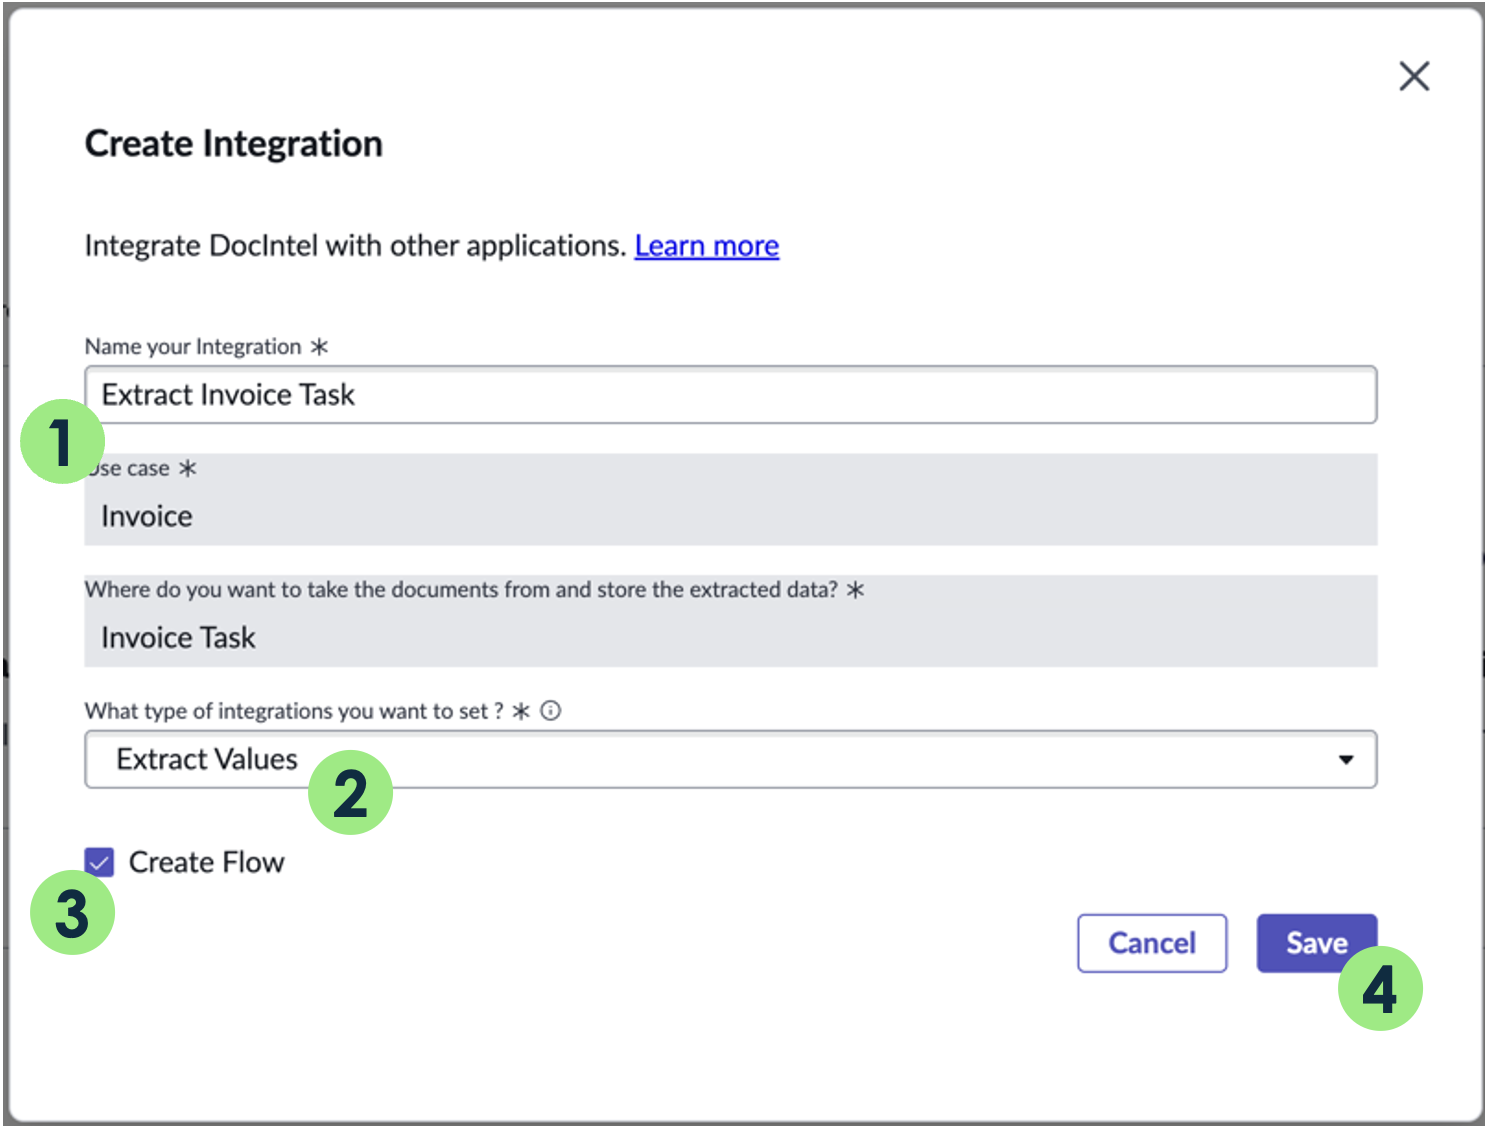 Create Integration
Integrate DocIntel with other applications. Learn more
Name your Integration *
Extract Invoice Task
1
Use case *
Invoice
Where do you want to take the documents from and store the extracted data? *
Invoice Task
What type of integrations you want to set ? *
Extract Values
2
Create Flow
3
Cancel
Save
4